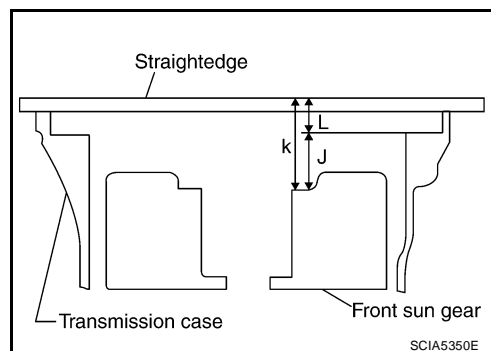 Straightedge
L
k
J
Front sun gear
Transmission case
SCIA5350E